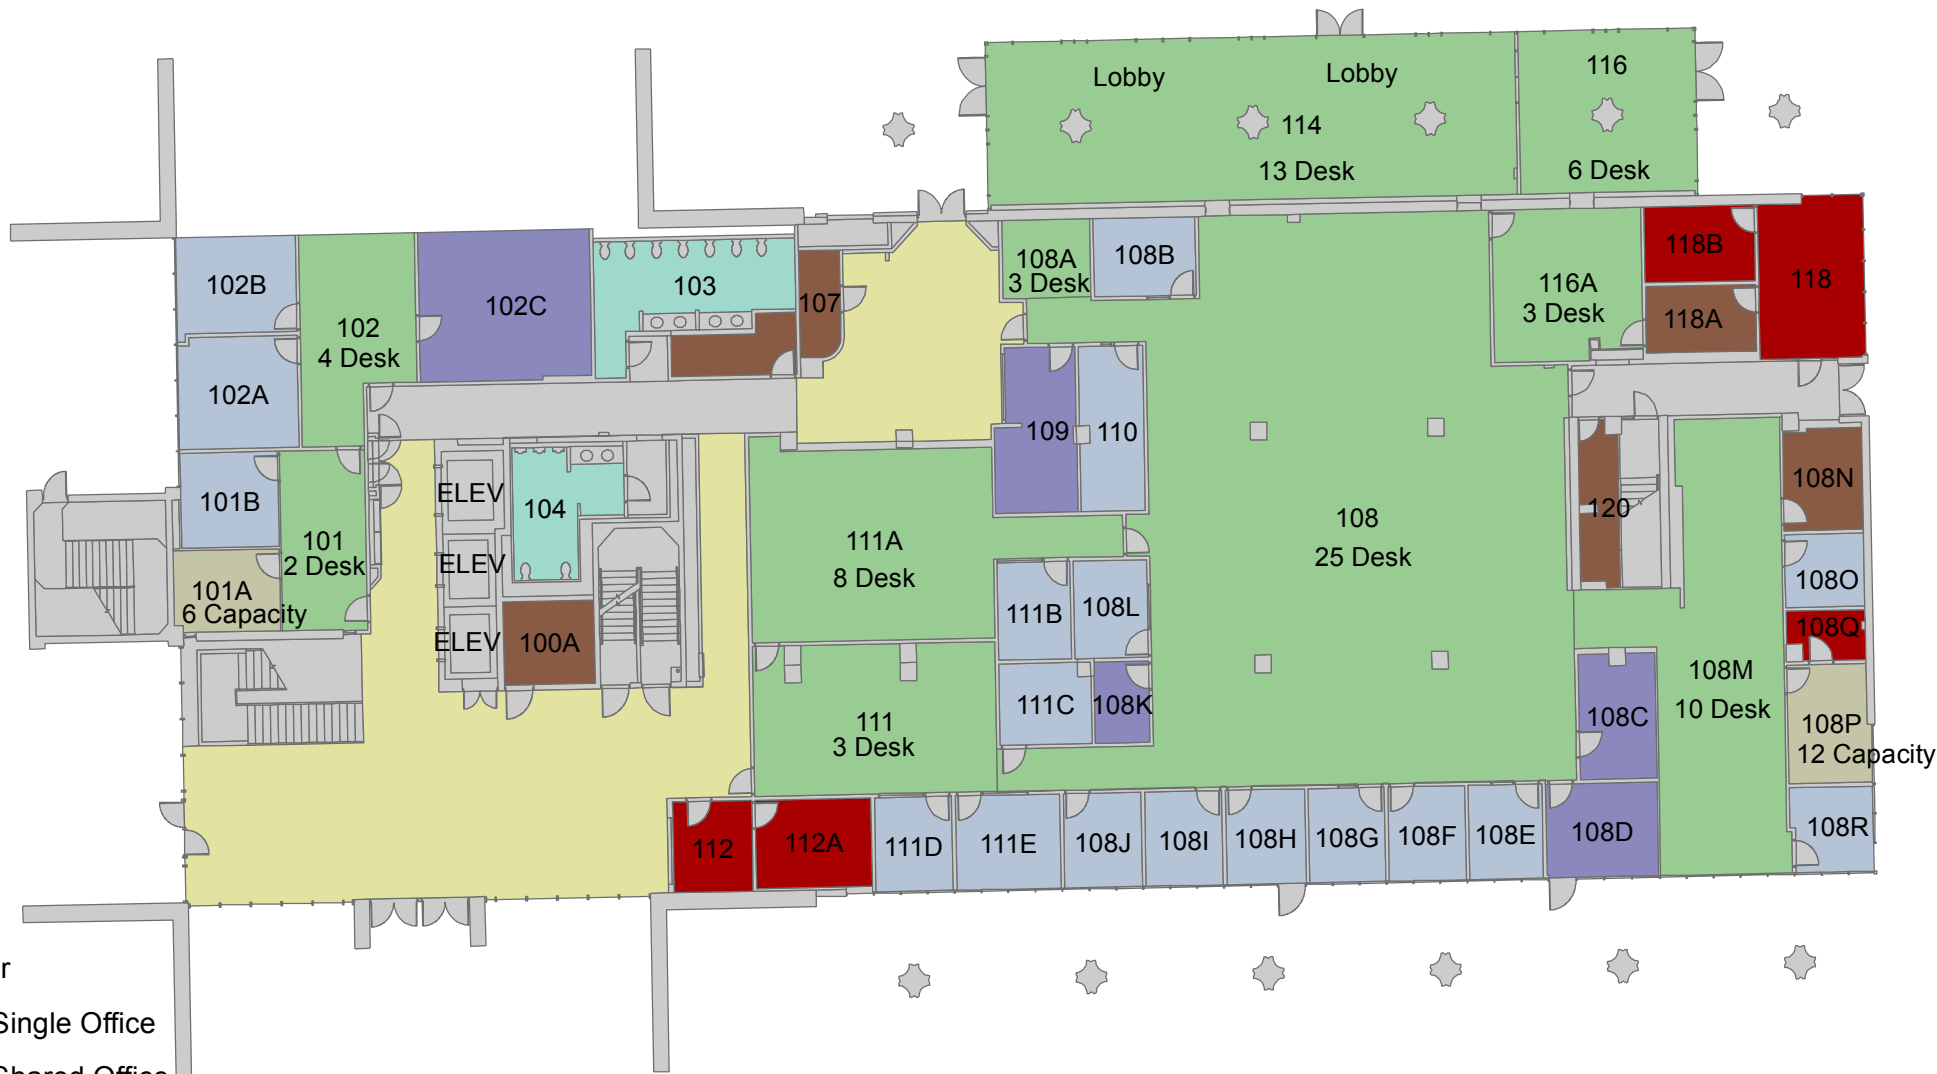 Lobby
Lobby
116
114
13 Desk
6 Desk
102B
102
4 Desk
102C
103
107
108A
3 Desk
108B
116A
3 Desk
118B
118
118A
102A
109
110
101B
101
2 Desk
101A
6 Capacity
ELEV
ELEV
ELEV
104
100A
111A
8 Desk
108
25 Desk
120
108N
108O
108Q
111B
108L
111C
108K
111
3 Desk
108C
108M
10 Desk
108P
12 Capacity
112
112A
111D
111E
108J
108I
108H
108G
108F
108E
108D
108R
r
Single Office
Shared Office